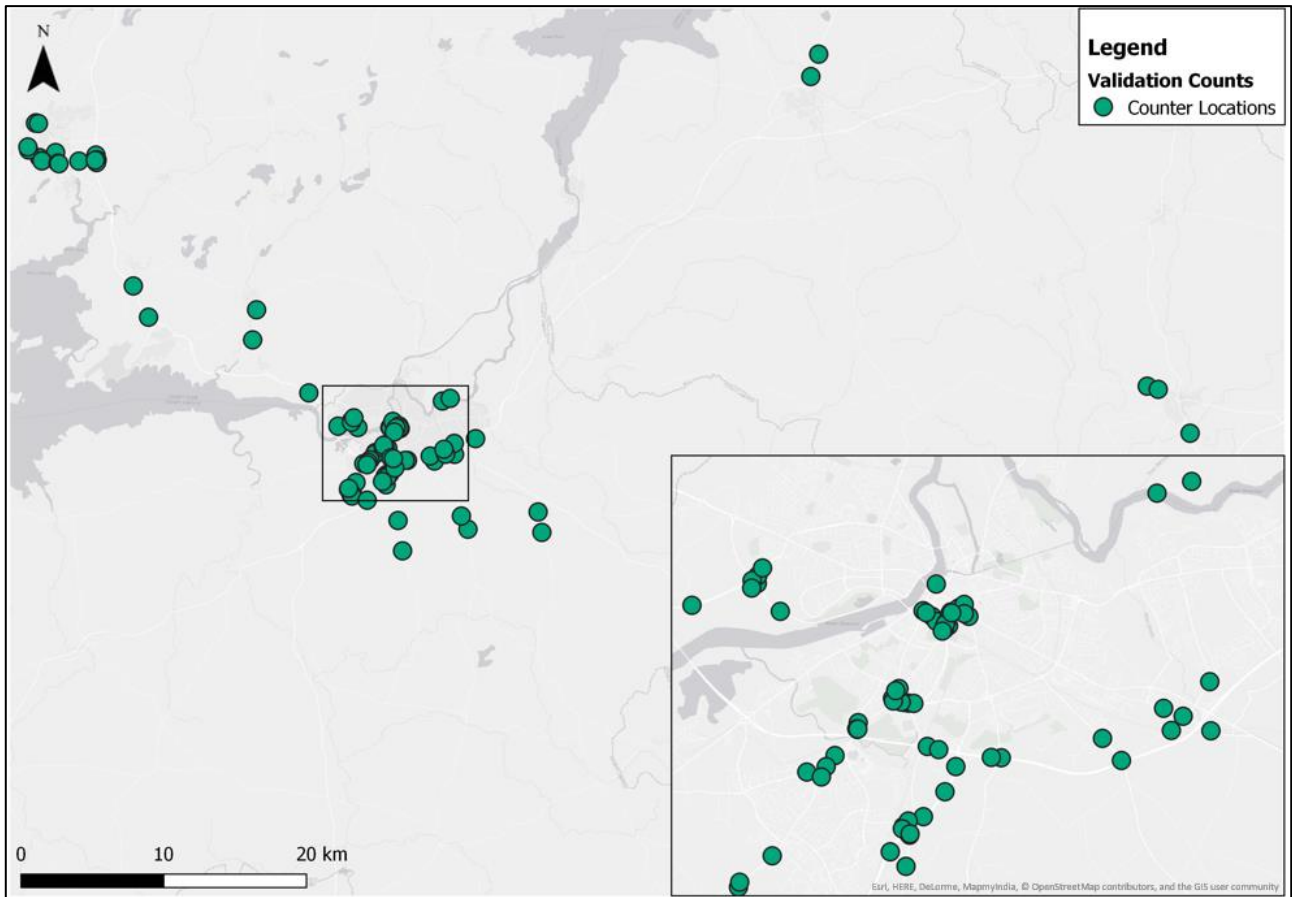 N
Legend
Validation Counts
Counter Locations
0 10 20 km
Esri, HERE, DeLorme, MapmyIndia, © OpenStreetMap contributors, and the GIS user community